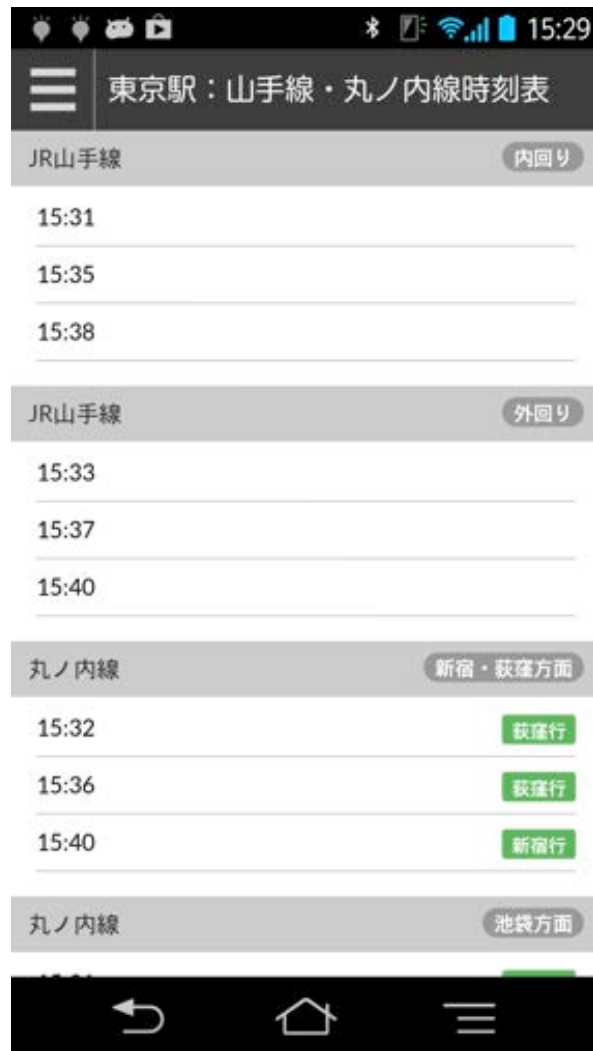 15:29
東京駅：山手線・丸ノ内線時刻表
JR山手線 内回り
15:31
15:35
15:38
JR山手線 外回り
15:33
15:37
15:40
丸ノ内線 新宿・荻窪方面
15:32 荻窪行
15:36 荻窪行
15:40 新宿行
丸ノ内線 池袋方面